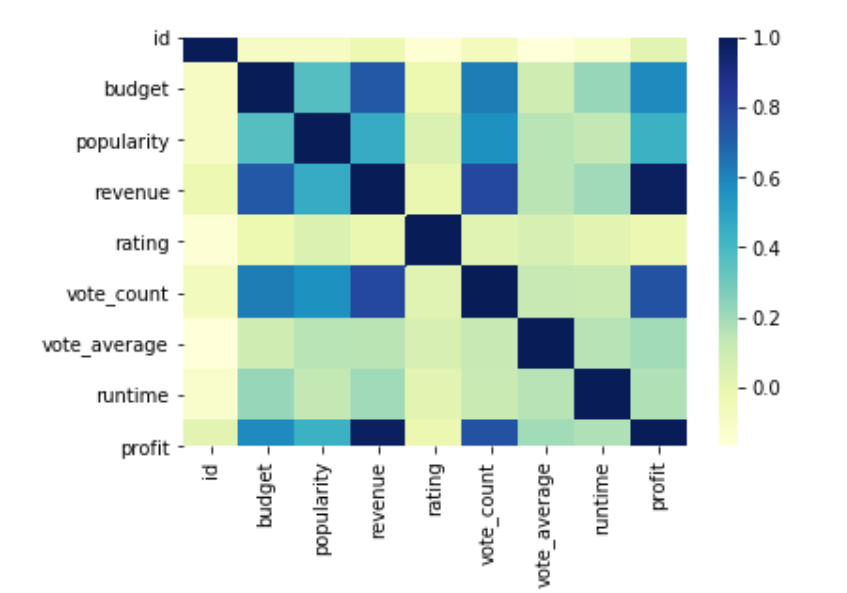 id
budget
popularity
revenue
rating
vote_count
vote_average
runtime
profit
id
budget
popularity
revenue
rating
vote_count
vote_average
runtime
profit
1.0
0.8
0.6
0.4
0.2
0.0